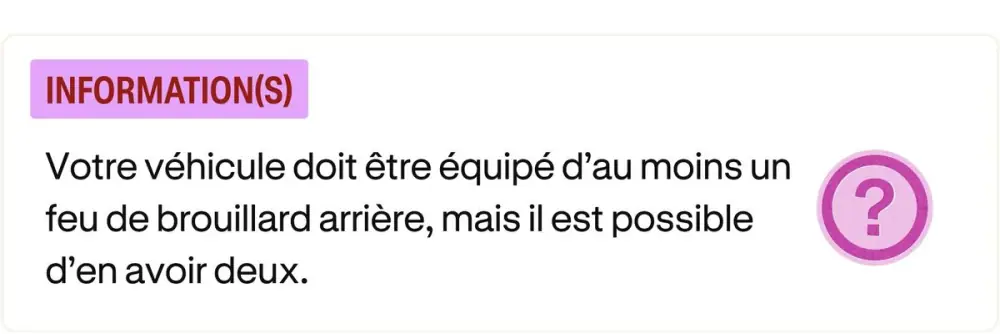 INFORMATION(S)
Votre véhicule doit être équipé d’au moins un
feu de brouillard arrière, mais il est possible
d’en avoir deux.
?